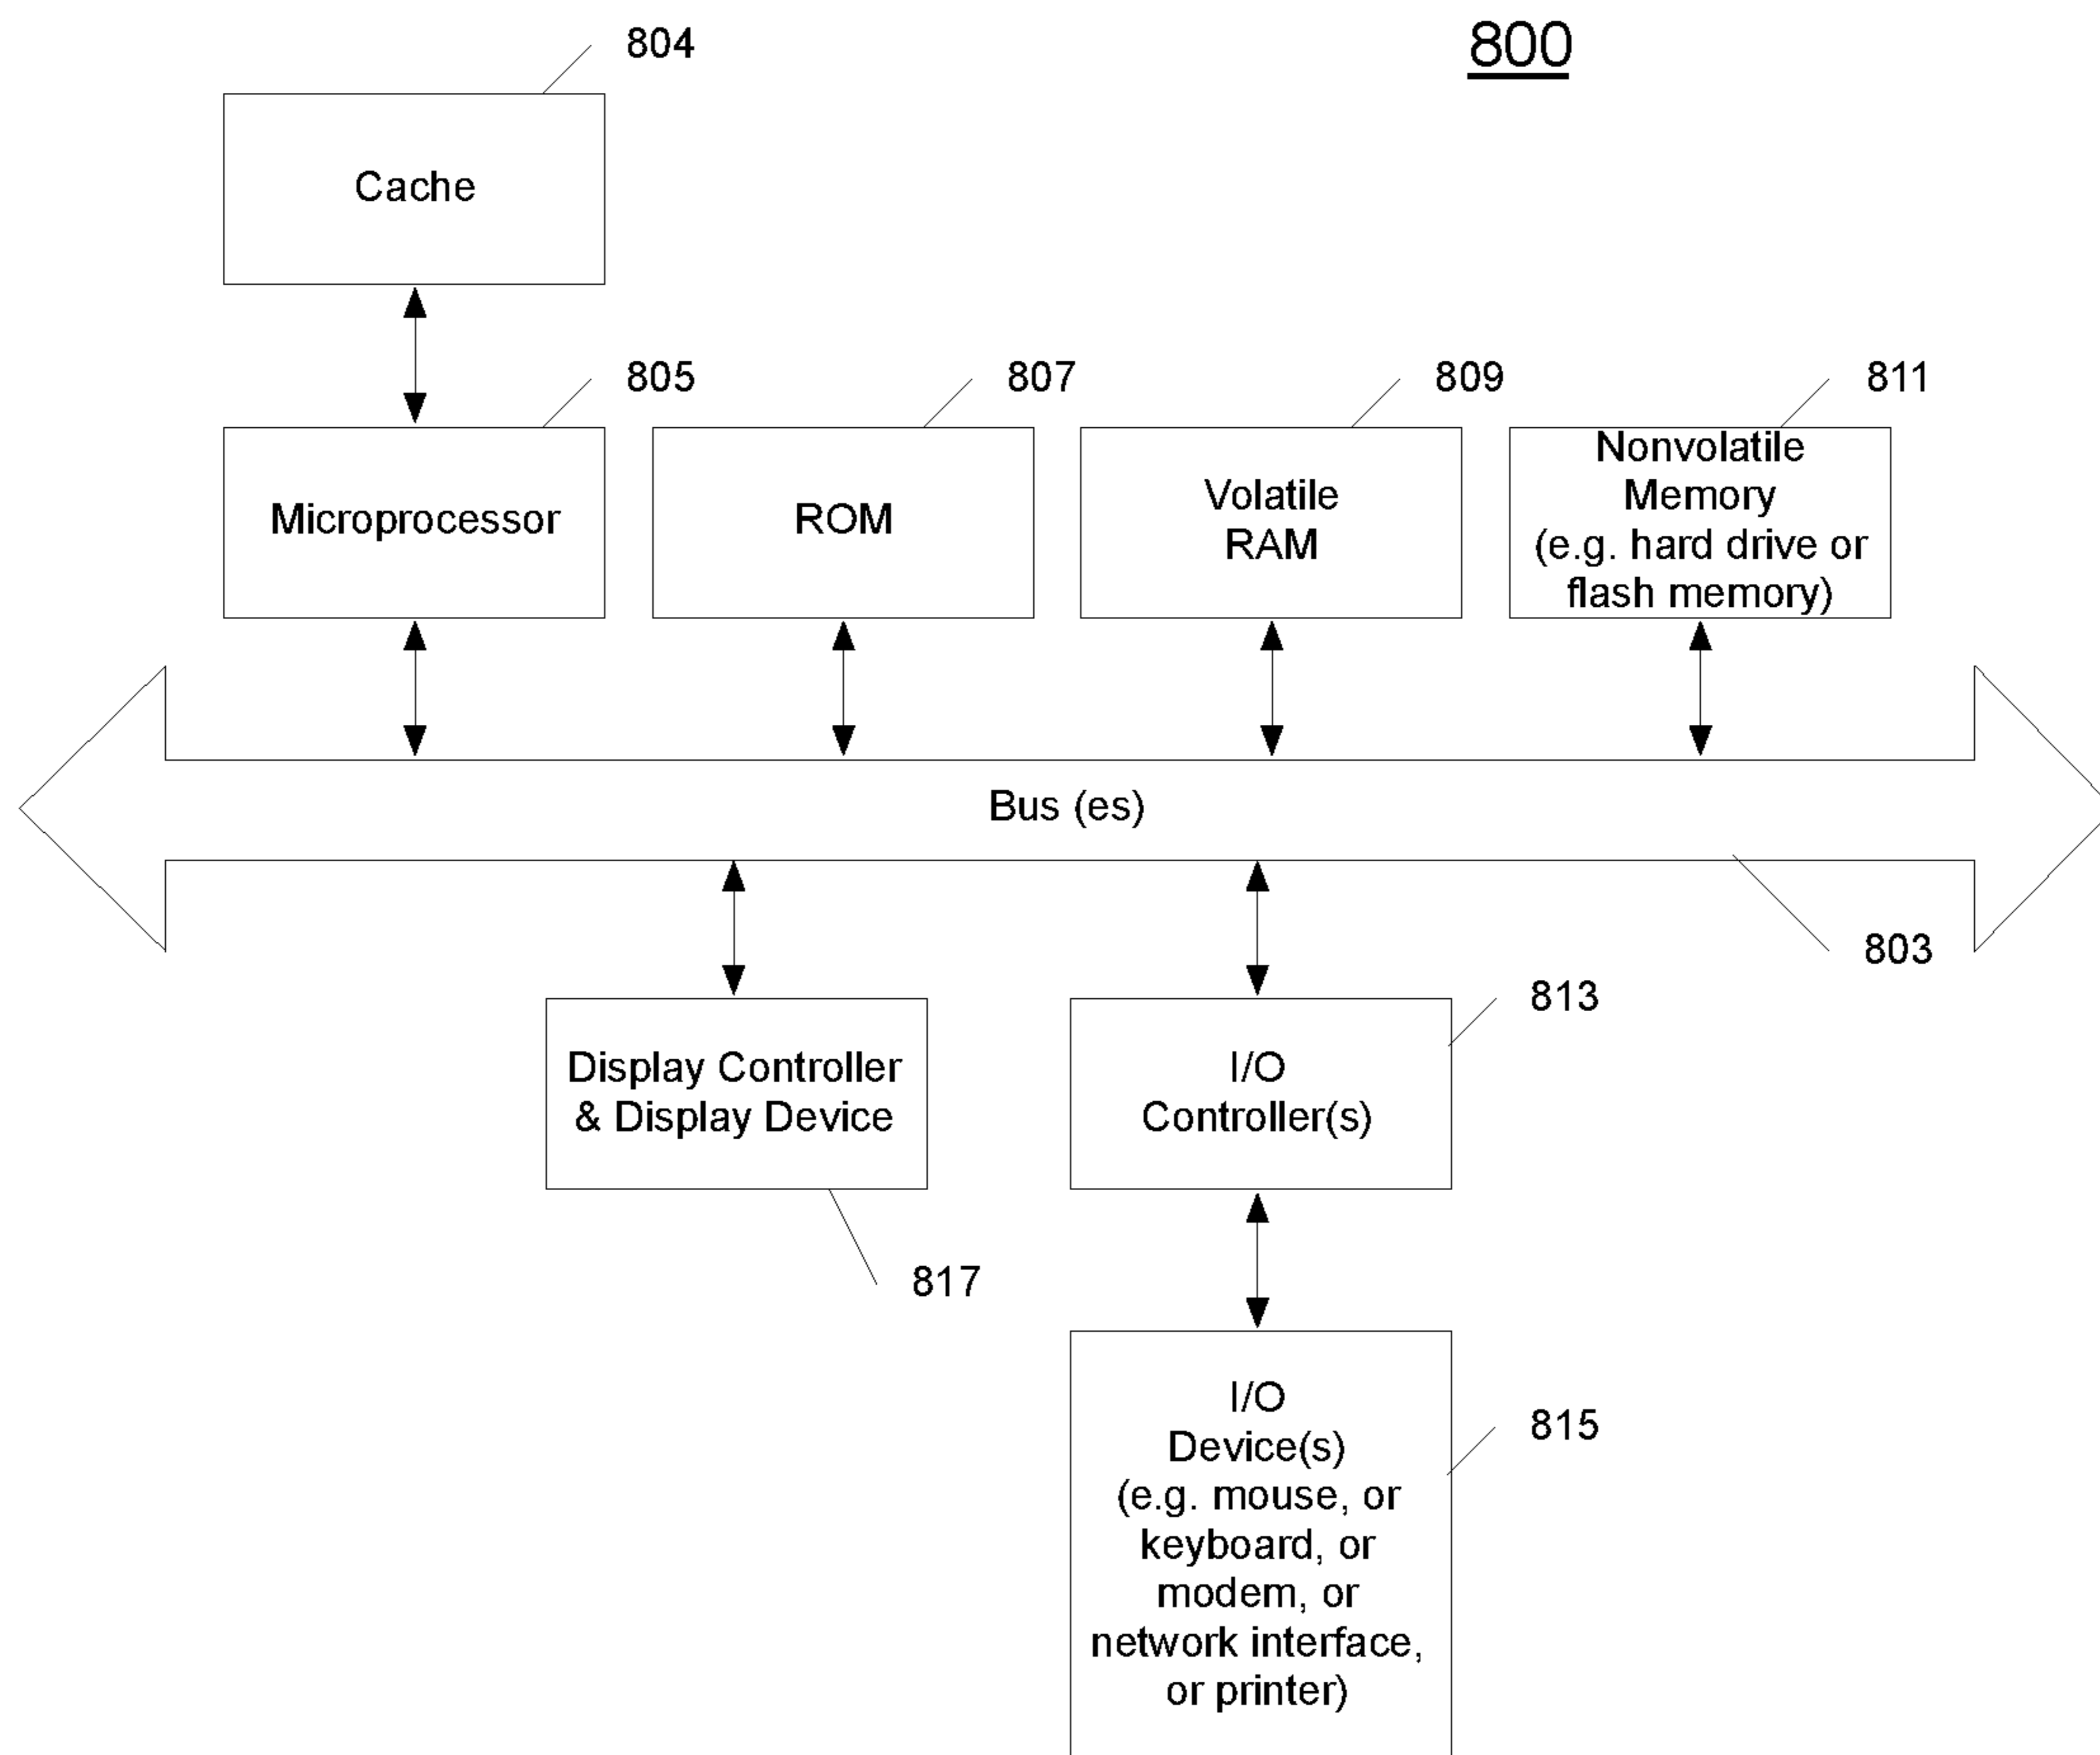 800
804
Cache
805
807
809
811
Microprocessor
ROM
Volatile
RAM
Nonvolatile
Memory
(e.g. hard drive or
flash memory)
Bus (es)
803
Display Controller
& Display Device
817
813
I/O
Controller(s)
815
I/O
Device(s)
(e.g. mouse, or
keyboard, or
modem, or
network interface,
or printer)